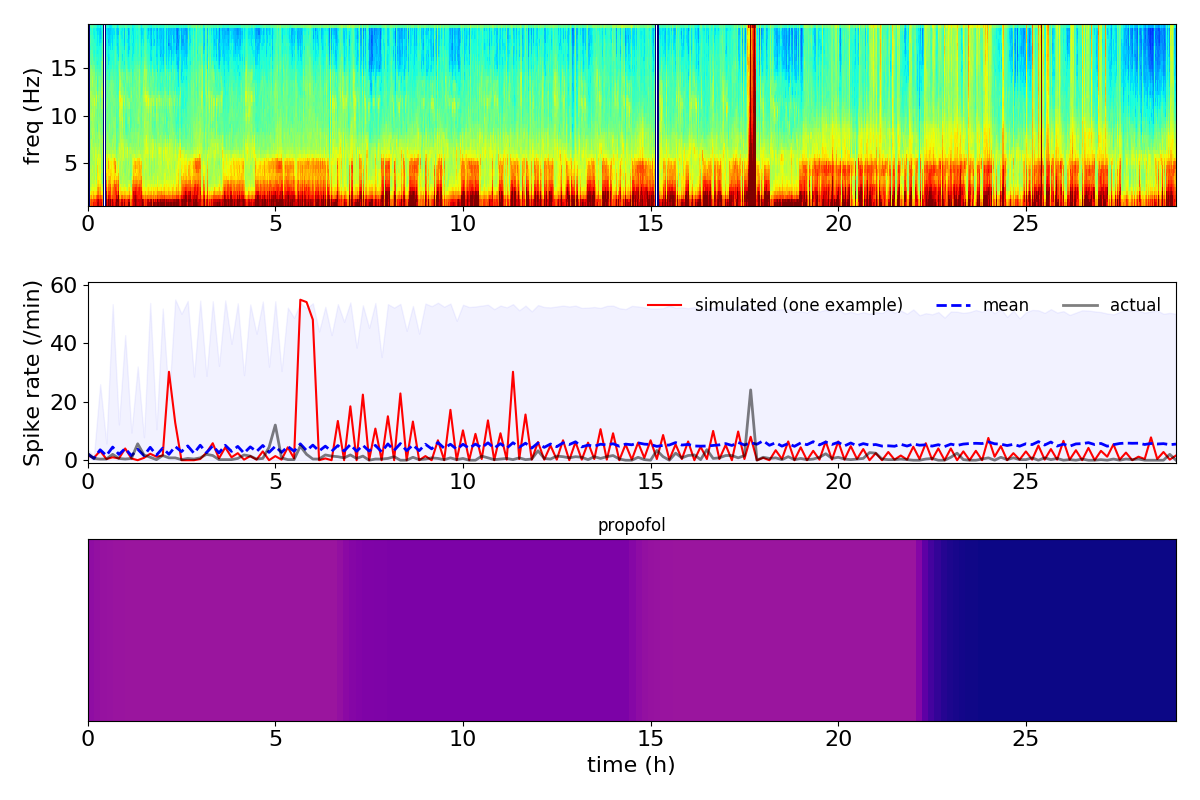 freq (Hz)
15
10
5
0 5 10 15 20 25
Spike rate (/min)
60
40
20
0
simulated (one example) mean actual
0 5 10 15 20 25
propofol
0 5 10 15 20 25
time (h)